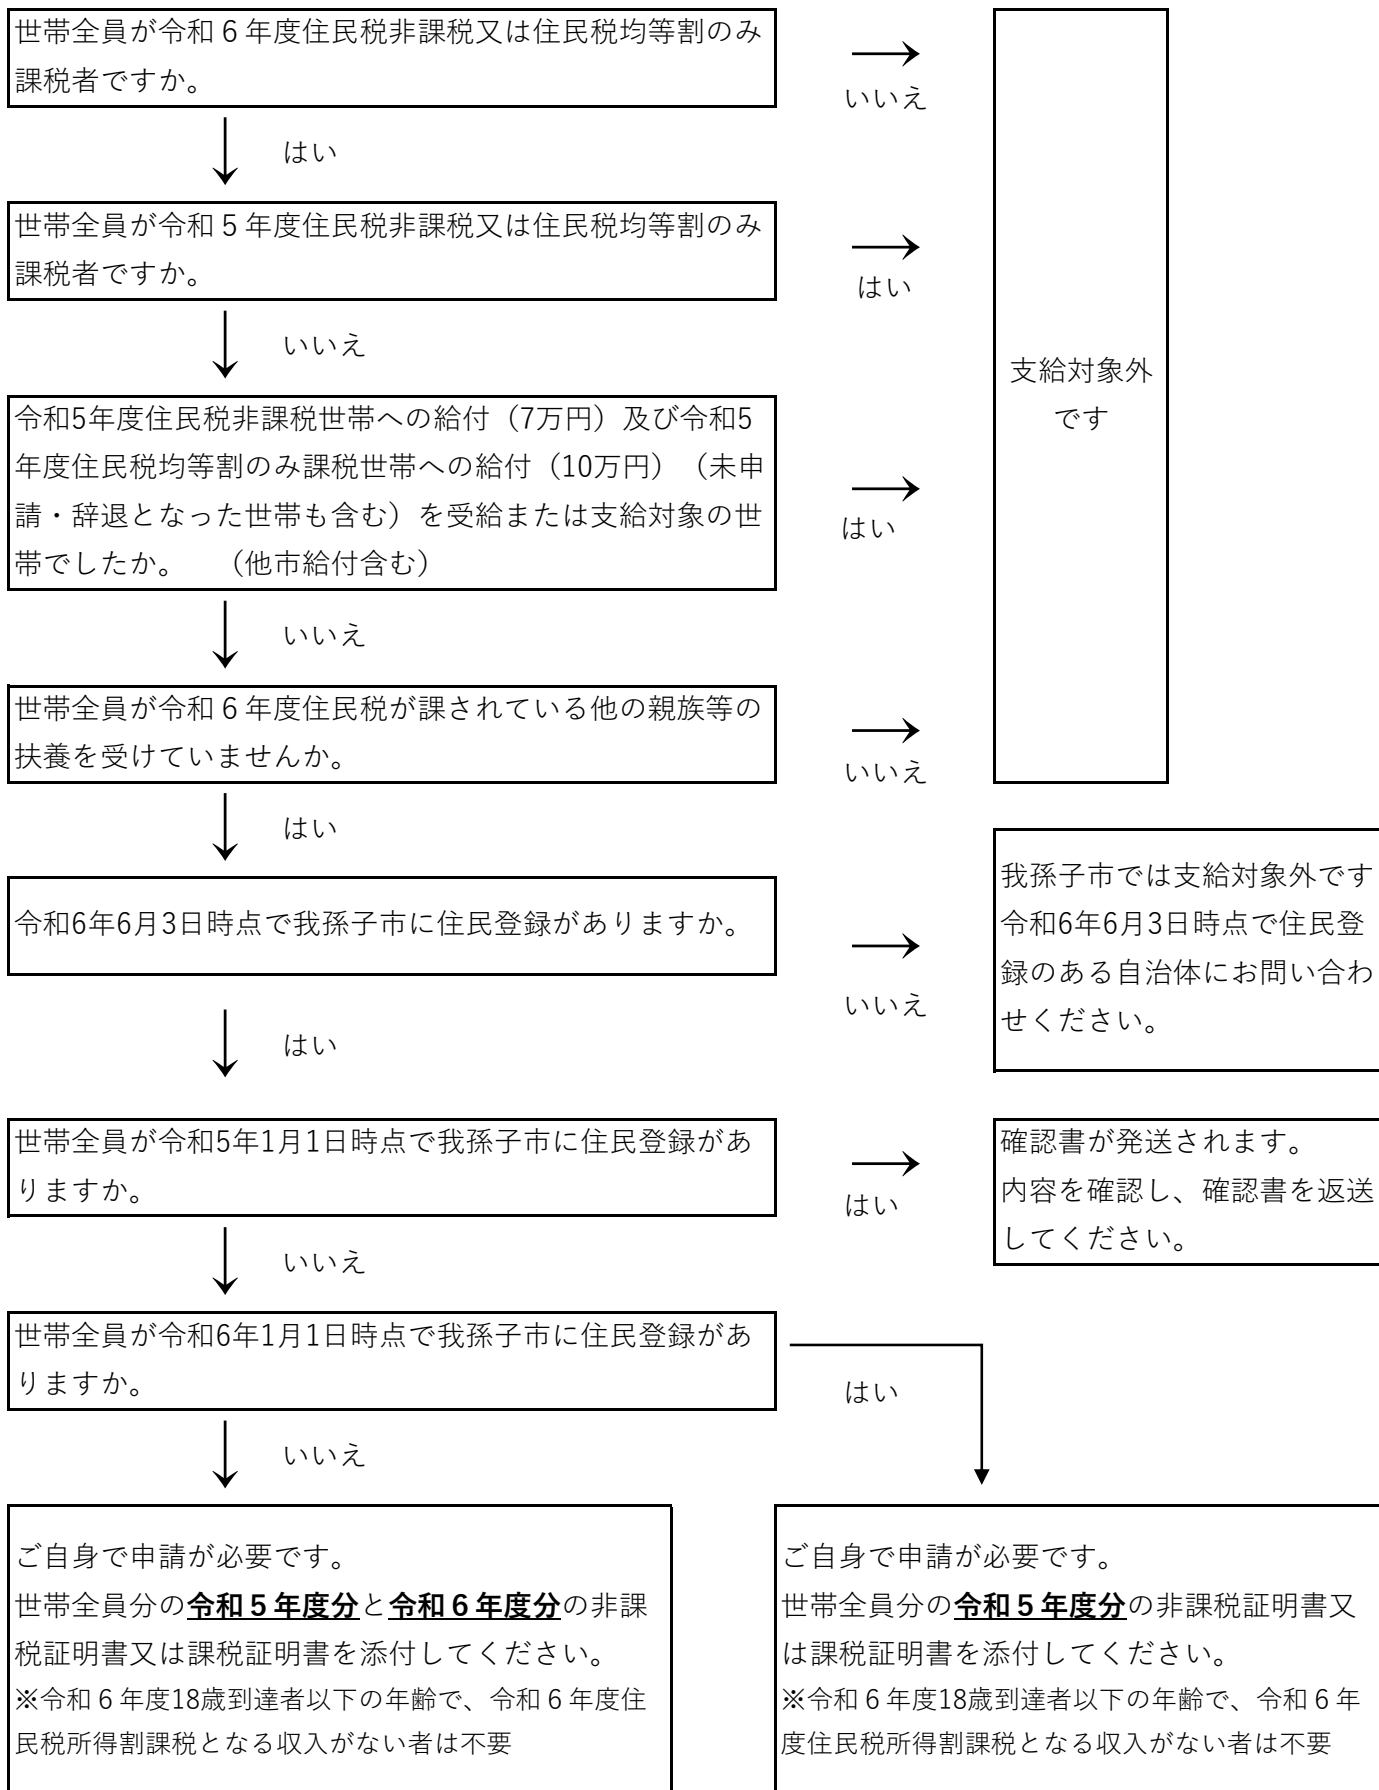 世帯全員が令和６年度住民税非課税又は住民税均等割のみ
課税者ですか。
いいえ
はい
世帯全員が令和５年度住民税非課税又は住民税均等割のみ
課税者ですか。
はい
いいえ
支給対象外
です
令和5年度住民税非課税世帯への給付（7万円）及び令和5
年度住民税均等割のみ課税世帯への給付（10万円）（未申
請・辞退となった世帯も含む）を受給または支給対象の世
帯でしたか。　（他市給付含む）
はい
いいえ
世帯全員が令和６年度住民税が課されている他の親族等の
扶養を受けていませんか。
いいえ
はい
令和6年6月3日時点で我孫子市に住民登録がありますか。
いいえ
我孫子市では支給対象外です
令和6年6月3日時点で住民登
録のある自治体にお問い合わ
せください。
はい
世帯全員が令和5年1月1日時点で我孫子市に住民登録があ
りますか。
はい
確認書が発送されます。
内容を確認し、確認書を返送
してください。
いいえ
世帯全員が令和6年1月1日時点で我孫子市に住民登録があ
りますか。
はい
いいえ
ご自身で申請が必要です。
世帯全員分の令和５年度分と令和６年度分の非課
税証明書又は課税証明書を添付してください。
※令和６年度18歳到達者以下の年齢で、令和６年度住
民税所得割課税となる収入がない者は不要
ご自身で申請が必要です。
世帯全員分の令和５年度分の非課税証明書又
は課税証明書を添付してください。
※令和６年度18歳到達者以下の年齢で、令和６年
度住民税所得割課税となる収入がない者は不要